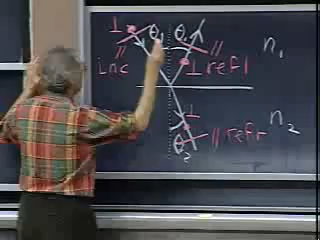 ⊥ θ₁ θ₁ n₁
∥ ∥
inc ⊥ refl
⊥ n₂
∥ refr
θ₂